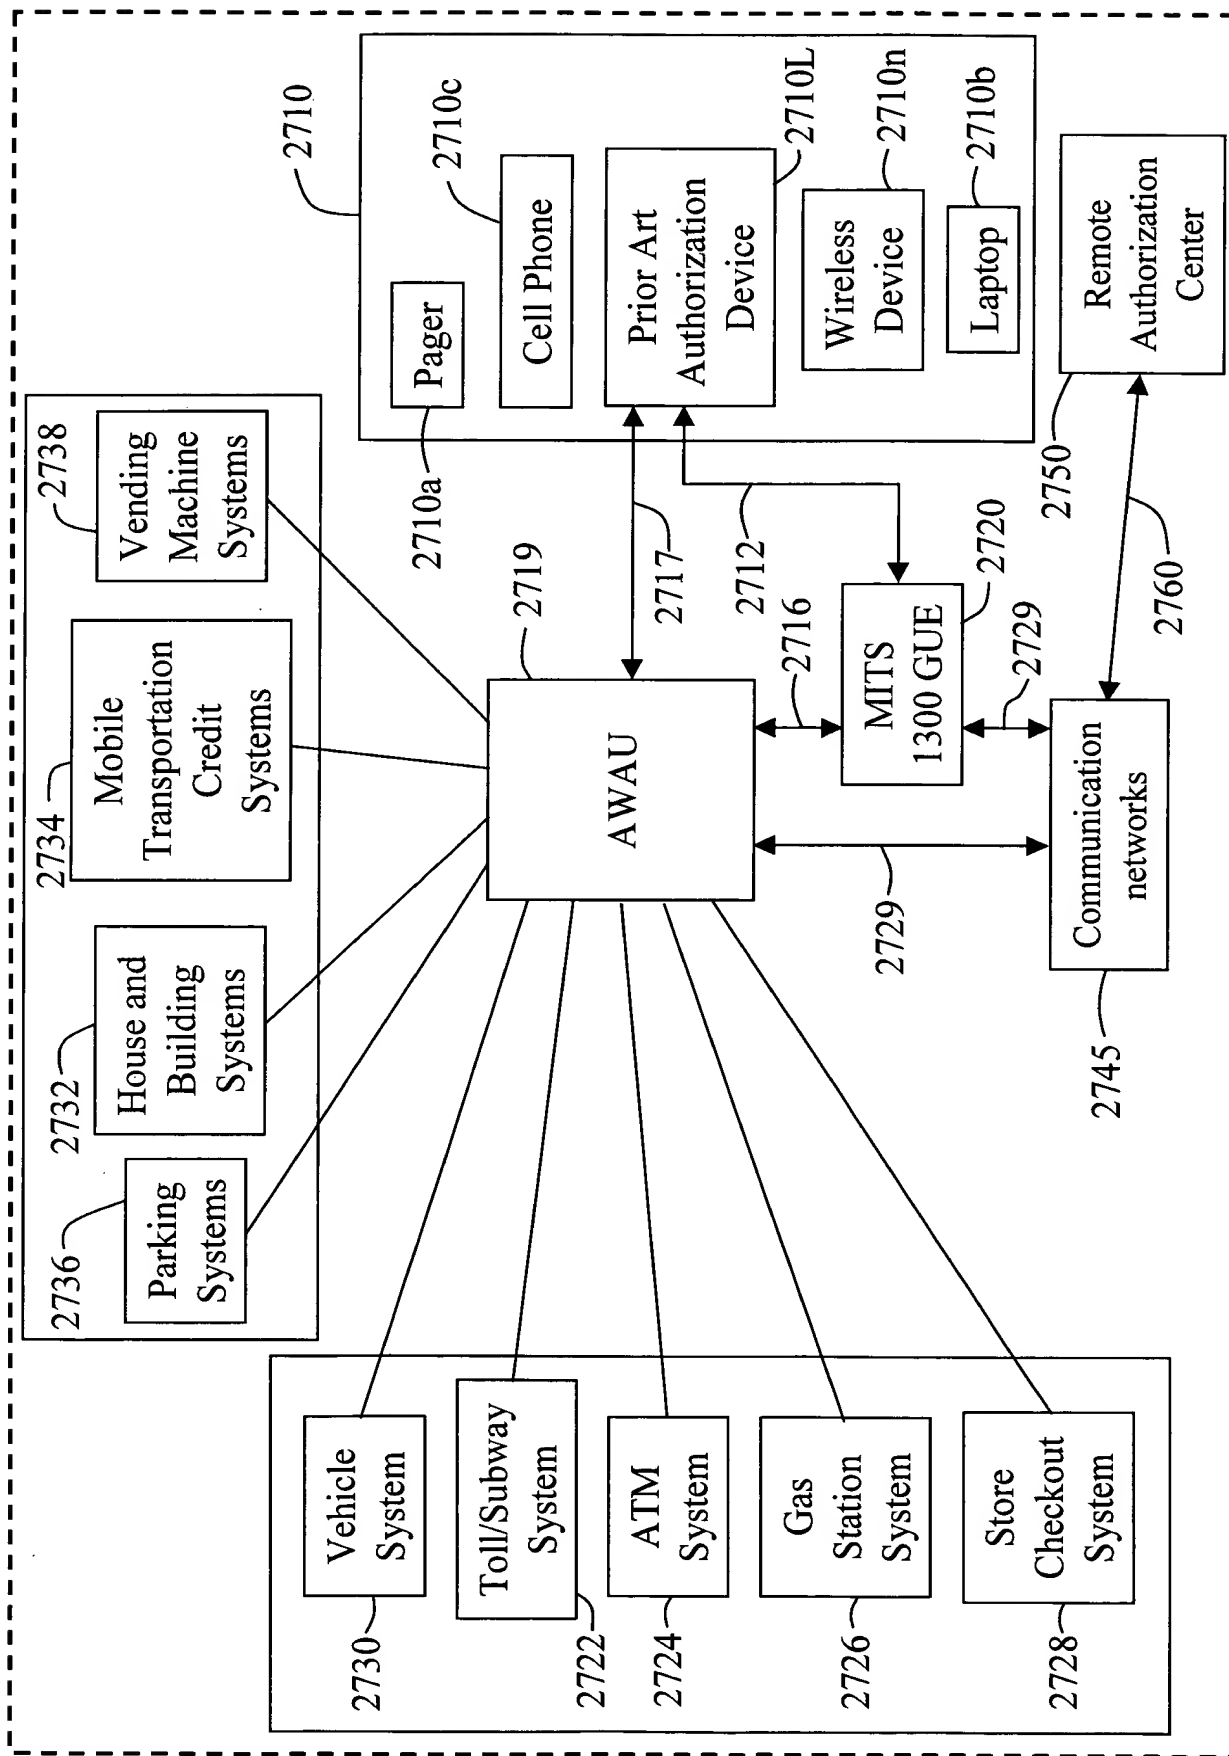 2736
Parking
Systems
2732
House and
Building
Systems
2734
Mobile
Transportation
Credit
Systems
2738
Vending
Machine
Systems
2710
2710a
Pager
2710c
Cell Phone
Prior Art
Authorization
Device
2710L
Wireless
Device
2710n
Laptop
2710b
2730
Vehicle
System
2722
Toll/Subway
System
2724
ATM
System
2726
Gas
Station
System
2728
Store
Checkout
System
2719
AWAU
2717
2712
2716
MITS
1300 GUE
2720
2729
2729
Communication
networks
2745
2760
2750
Remote
Authorization
Center